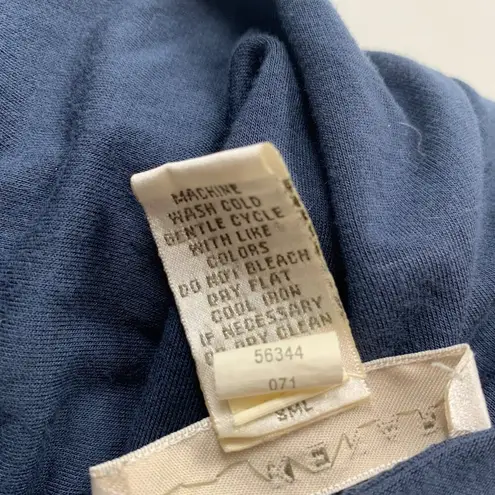 MACHINE
WASH COLD
GENTLE CYCLE
WITH LIKE
COLORS
DO NOT BLEACH
DRY FLAT
COOL IRON
IF NECESSARY
OR DRY CLEAN
56344
071